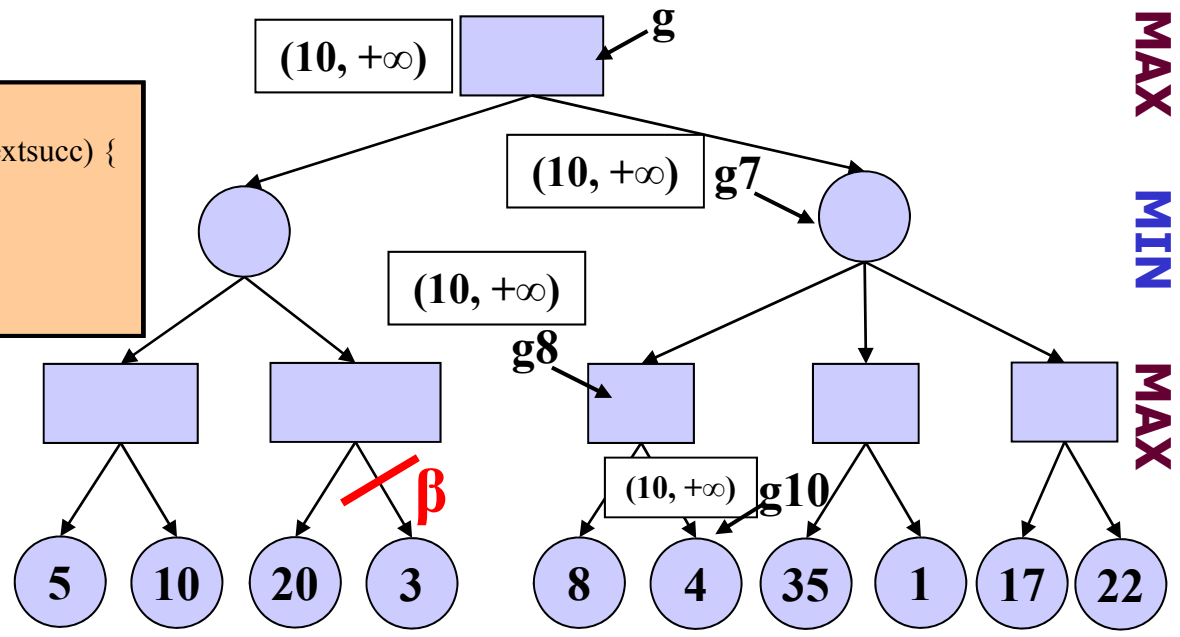 g
(10, +∞)
MAX
extsucc) {
(10, +∞)
g7
MIN
(10, +∞)
g8
MAX
β
(10, +∞)
g10
5 10 20 3 8 4 35 1 17 22